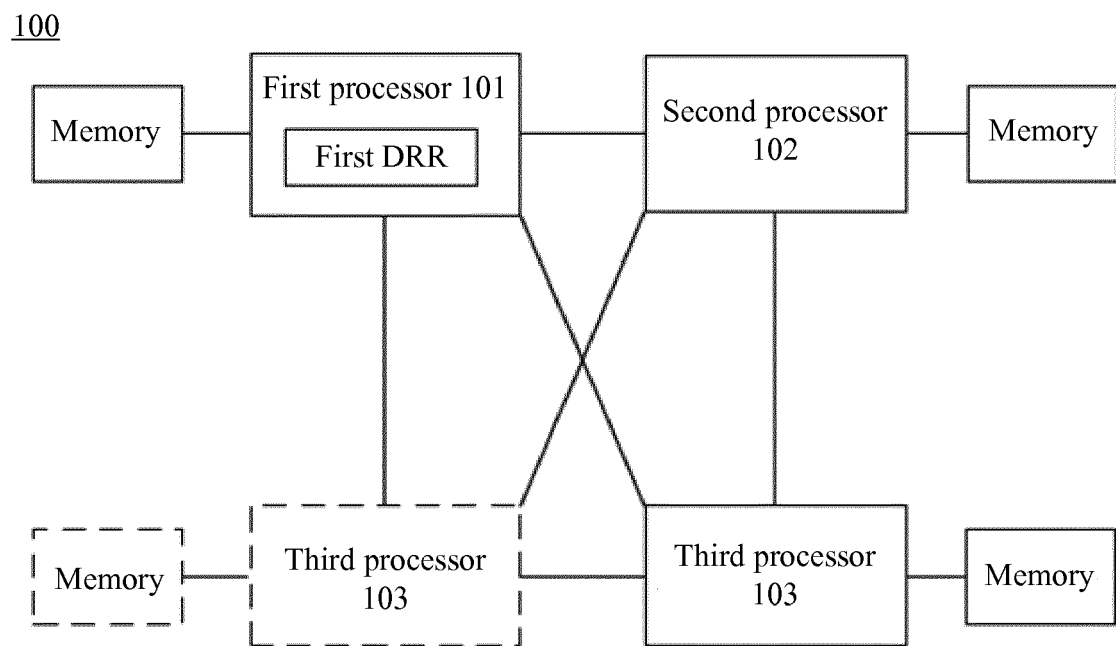 100
First processor 101
Second processor
102
Memory
First DRR
Memory
Third processor
103
Third processor
103
Memory
Memory